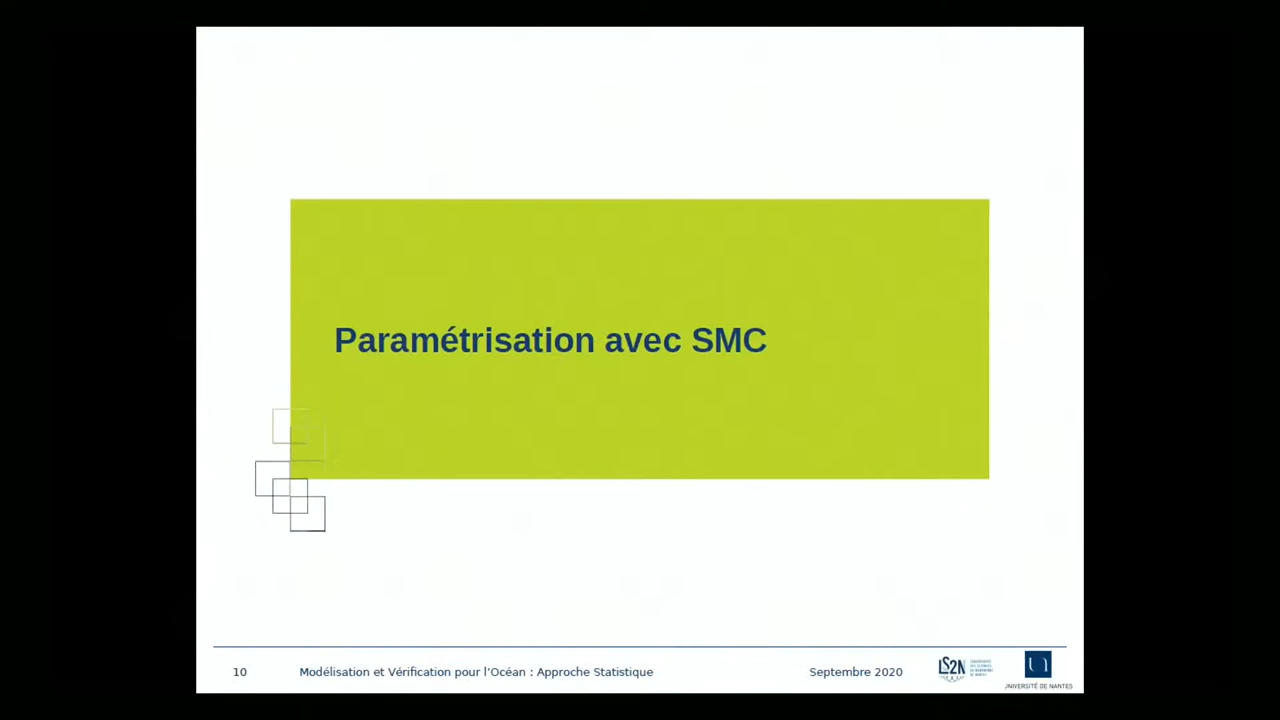 Paramétrisation avec SMC
10
Modélisation et Vérification pour l'Océan : Approche Statistique
Septembre 2020
LS2N
UNIVERSITÉ DE NANTES